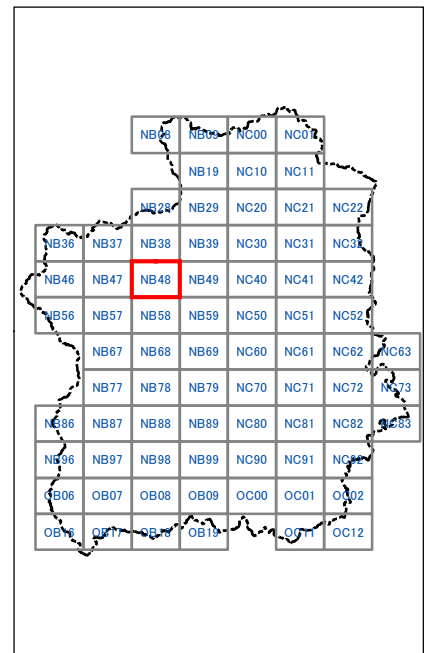 NB08 NB09 NC00 NC01
NB19 NC10 NC11
NB28 NB29 NC20 NC21 NC22
NB36 NB37 NB38 NB39 NC30 NC31 NC32
NB46 NB47 NB48 NB49 NC40 NC41 NC42
NB56 NB57 NB58 NB59 NC50 NC51 NC52
NB67 NB68 NB69 NC60 NC61 NC62 NC63
NB77 NB78 NB79 NC70 NC71 NC72 NC73
NB86 NB87 NB88 NB89 NC80 NC81 NC82 NC83
NB96 NB97 NB98 NB99 NC90 NC91 NC92
OB06 OB07 OB08 OB09 OC00 OC01 OC02
OB16 OB17 OB18 OB19 OC11 OC12